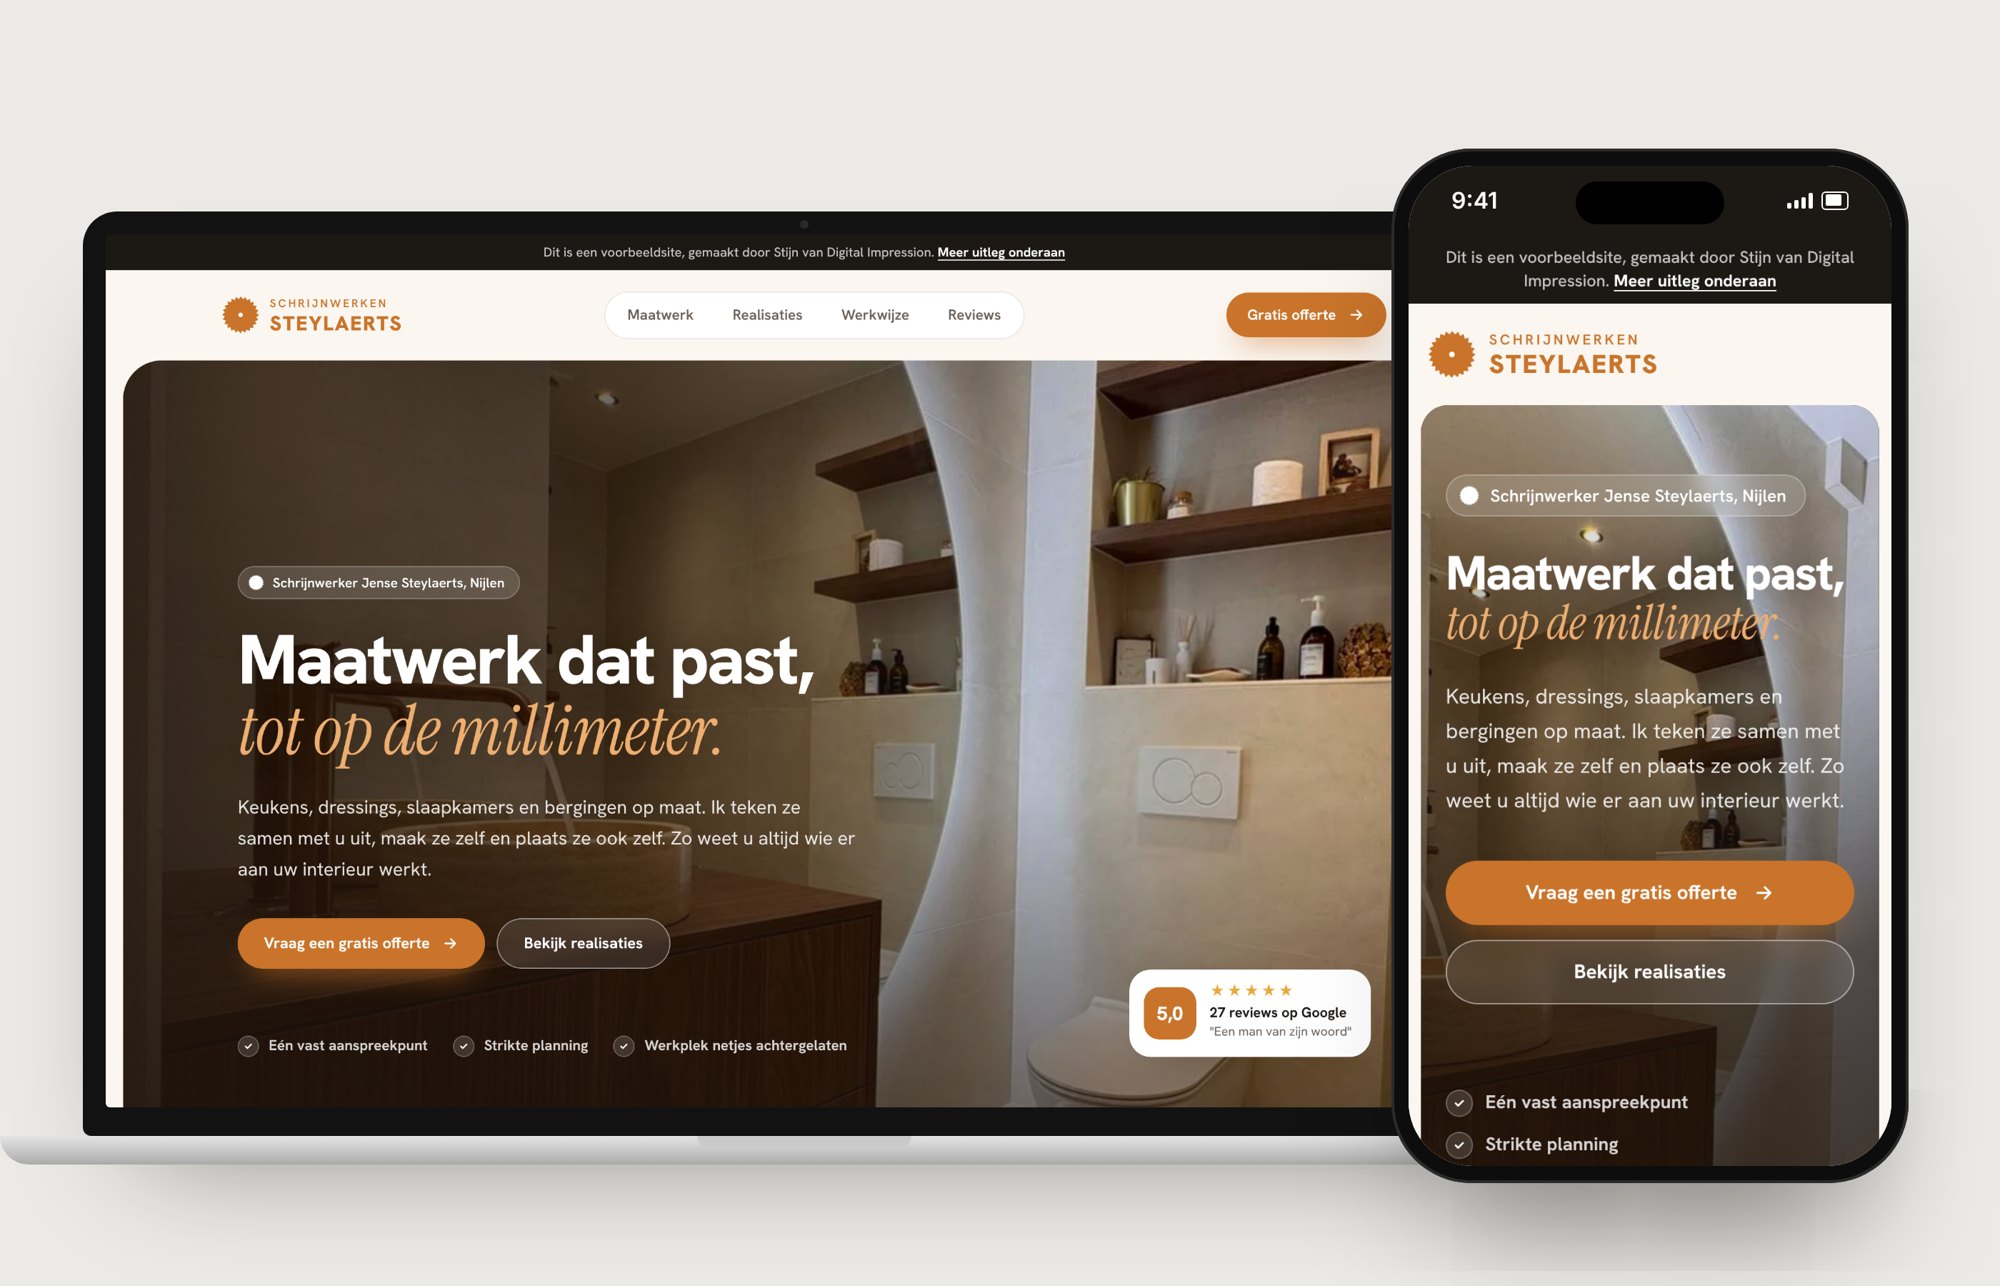 Dit is een voorbeeldsite, gemaakt door Stijn van Digital Impression. Meer uitleg onderaan
SCHRIJNWERKEN
STEYLAERTS
Maatwerk
Realisaties
Werkwijze
Reviews
Gratis offerte
Schrijnwerker Jense Steylaerts, Nijlen
Maatwerk dat past,
tot op de millimeter.
Keukens, dressings, slaapkamers en bergingen op maat. Ik teken ze
samen met u uit, maak ze zelf en plaats ze ook zelf. Zo weet u altijd wie er
aan uw interieur werkt.
Vraag een gratis offerte
Bekijk realisaties
Eén vast aanspreekpunt
Strikte planning
Werkplek netjes achtergelaten
5,0
27 reviews op Google
"Een man van zijn woord"
9:41
Dit is een voorbeeldsite, gemaakt door Stijn van Digital
Impression. Meer uitleg onderaan
SCHRIJNWERKEN
STEYLAERTS
Schrijnwerker Jense Steylaerts, Nijlen
Maatwerk dat past,
tot op de millimeter.
Keukens, dressings, slaapkamers en
bergingen op maat. Ik teken ze samen met
u uit, maak ze zelf en plaats ze ook zelf. Zo
weet u altijd wie er aan uw interieur werkt.
Vraag een gratis offerte
Bekijk realisaties
Eén vast aanspreekpunt
Strikte planning